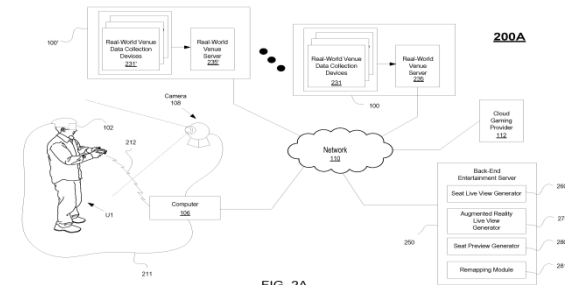 200A
100'
Real-World Venue
Data Collection
Devices
231'
Real-World
Venue
Server
235'
Real-World Venue
Data Collection
Devices
231
Real-World
Venue
Server
235
100
Camera
108
102
212
Network
110
Cloud
Gaming
Provider
112
Computer
106
U1
211
Back-End
Entertainment Server
Seat Live View Generator
260
Augmented Reality
Live View
Generator
Seat Preview Generator
Remapping Module
250
FIG. 2A